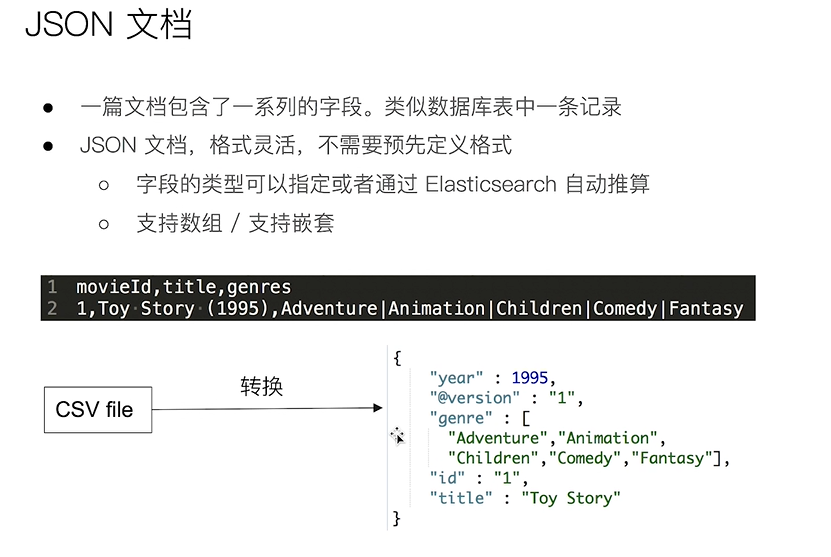 JSON 文档
● 一篇文档包含了一系列的字段。类似数据库表中一条记录
● JSON 文档，格式灵活，不需要预先定义格式
○ 字段的类型可以指定或者通过 Elasticsearch 自动推算
○ 支持数组 / 支持嵌套
1 movieId,title,genres
2 1,Toy·Story·(1995),Adventure|Animation|Children|Comedy|Fantasy
CSV file
转换
{
"year" : 1995,
"@version" : "1",
"genre" : [
"Adventure","Animation",
"Children","Comedy","Fantasy"],
"id" : "1",
"title" : "Toy Story"
}